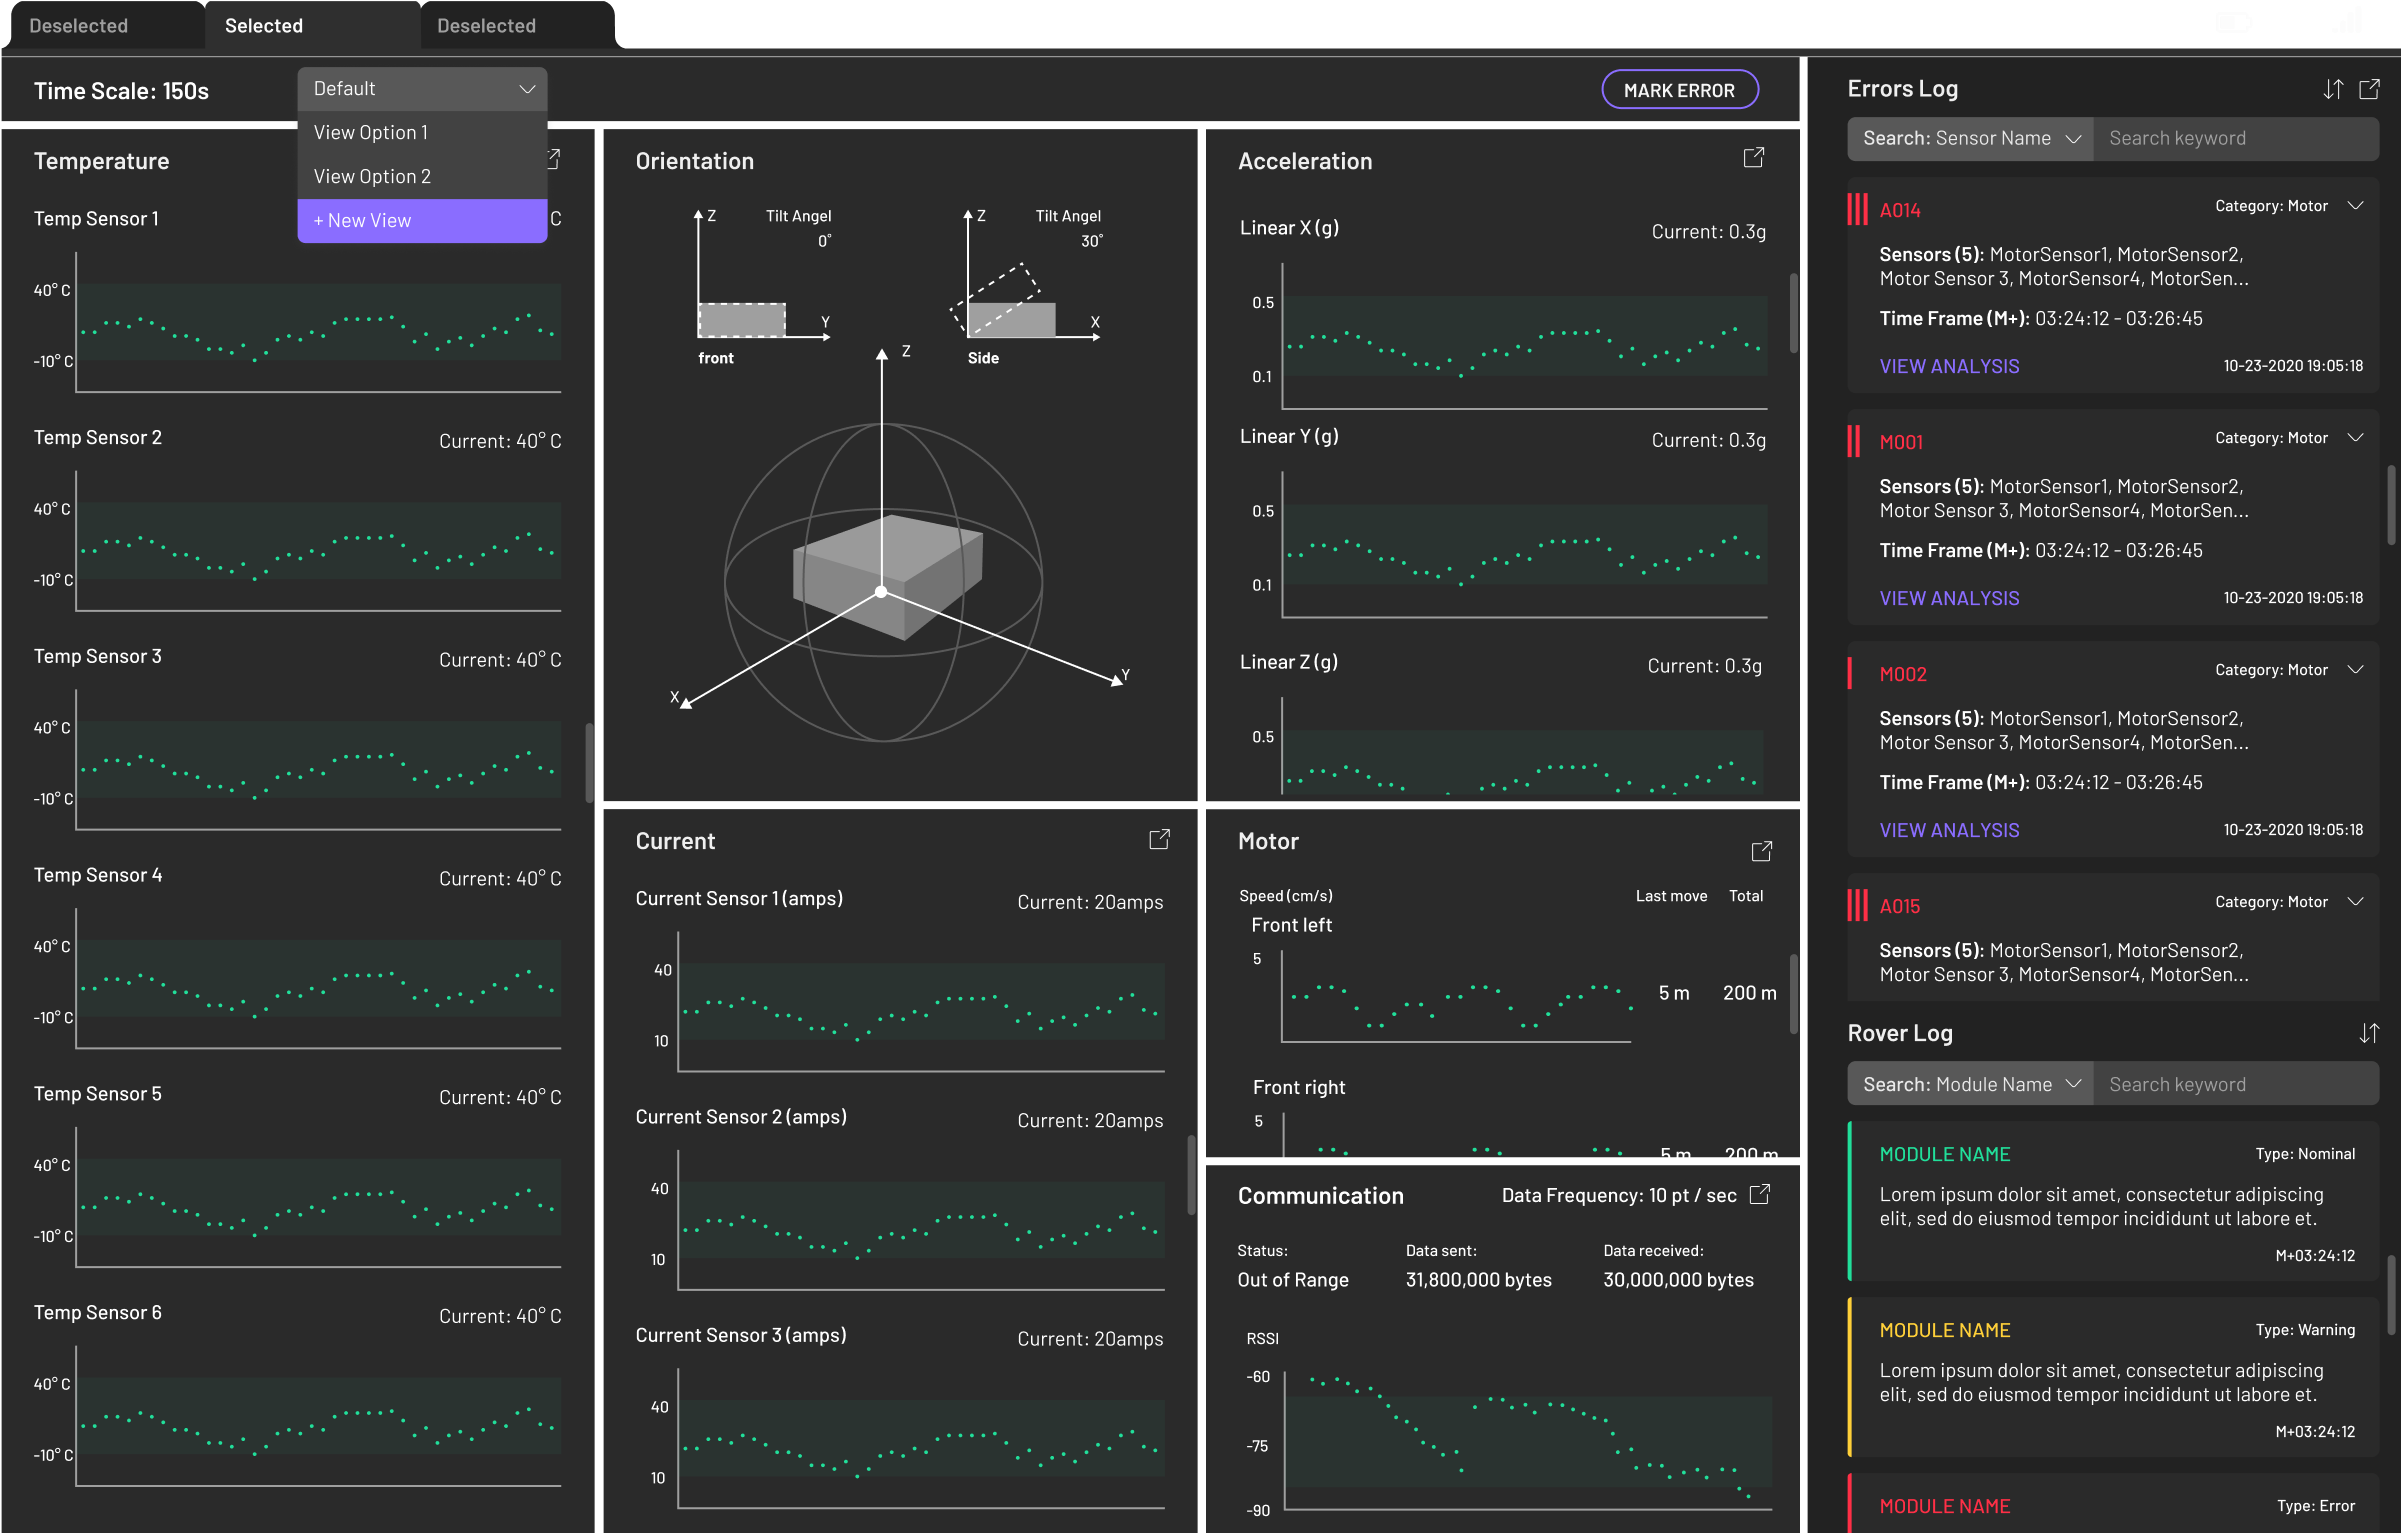 Deselected
Selected
Deselected
Time Scale: 150s
Default
View Option 1
View Option 2
+ New View
MARK ERROR
Temperature
Temp Sensor 1
C
40° C
-10° C
Temp Sensor 2
Current: 40° C
40° C
-10° C
Temp Sensor 3
Current: 40° C
40° C
-10° C
Temp Sensor 4
Current: 40° C
40° C
-10° C
Temp Sensor 5
Current: 40° C
40° C
-10° C
Temp Sensor 6
Current: 40° C
40° C
-10° C
Orientation
Z
Tilt Angel
0°
Y
front
Z
Tilt Angel
30°
X
Side
Z
X
Y
Current
Current Sensor 1 (amps)
Current: 20amps
40
10
Current Sensor 2 (amps)
Current: 20amps
40
10
Current Sensor 3 (amps)
Current: 20amps
40
10
Acceleration
Linear X (g)
Current: 0.3g
0.5
0.1
Linear Y (g)
Current: 0.3g
0.5
0.1
Linear Z (g)
Current: 0.3g
0.5
Motor
Speed (cm/s)
Last move
Total
Front left
5
5 m
200 m
Front right
5
5 m
200 m
Communication
Data Frequency: 10 pt / sec
Status:
Data sent:
Data received:
Out of Range
31,800,000 bytes
30,000,000 bytes
RSSI
-60
-75
-90
Errors Log
Search: Sensor Name
Search keyword
A014
Category: Motor
Sensors (5): MotorSensor1, MotorSensor2,
Motor Sensor 3, MotorSensor4, MotorSen...
Time Frame (M+): 03:24:12 - 03:26:45
VIEW ANALYSIS
10-23-2020 19:05:18
M001
Category: Motor
Sensors (5): MotorSensor1, MotorSensor2,
Motor Sensor 3, MotorSensor4, MotorSen...
Time Frame (M+): 03:24:12 - 03:26:45
VIEW ANALYSIS
10-23-2020 19:05:18
M002
Category: Motor
Sensors (5): MotorSensor1, MotorSensor2,
Motor Sensor 3, MotorSensor4, MotorSen...
Time Frame (M+): 03:24:12 - 03:26:45
VIEW ANALYSIS
10-23-2020 19:05:18
A015
Category: Motor
Sensors (5): MotorSensor1, MotorSensor2,
Motor Sensor 3, MotorSensor4, MotorSen...
Rover Log
Search: Module Name
Search keyword
MODULE NAME
Type: Nominal
Lorem ipsum dolor sit amet, consectetur adipiscing
elit, sed do eiusmod tempor incididunt ut labore et.
M+03:24:12
MODULE NAME
Type: Warning
Lorem ipsum dolor sit amet, consectetur adipiscing
elit, sed do eiusmod tempor incididunt ut labore et.
M+03:24:12
MODULE NAME
Type: Error